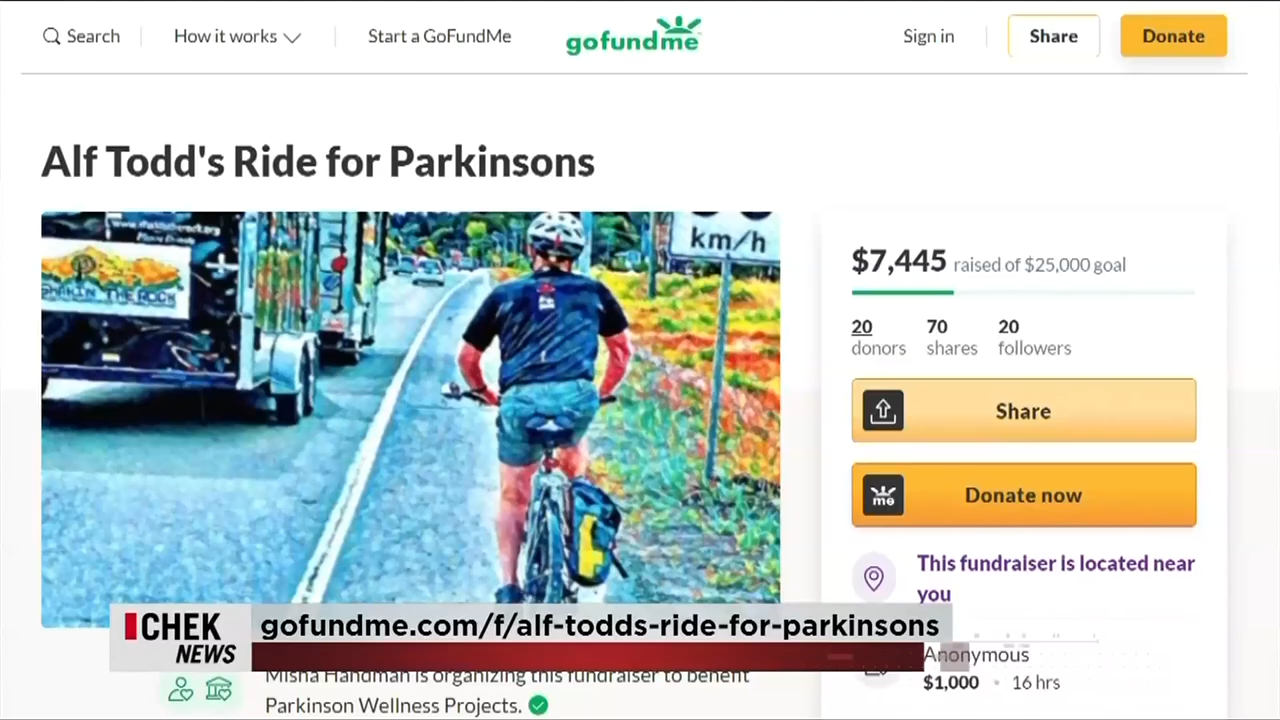 Search
How it works
Start a GoFundMe
gofundme
Sign in
Share
Donate
Alf Todd's Ride for Parkinsons
SHAKIN THE ROCK
km/h
$7,445 raised of $25,000 goal
20 donors
70 shares
20 followers
Share
me
Donate now
This fundraiser is located near
you
CHEK
NEWS
gofundme.com/f/alf-todds-ride-for-parkinsons
Anonymous
$1,000 • 16 hrs
Misha Handman is organizing this fundraiser to benefit
Parkinson Wellness Projects.